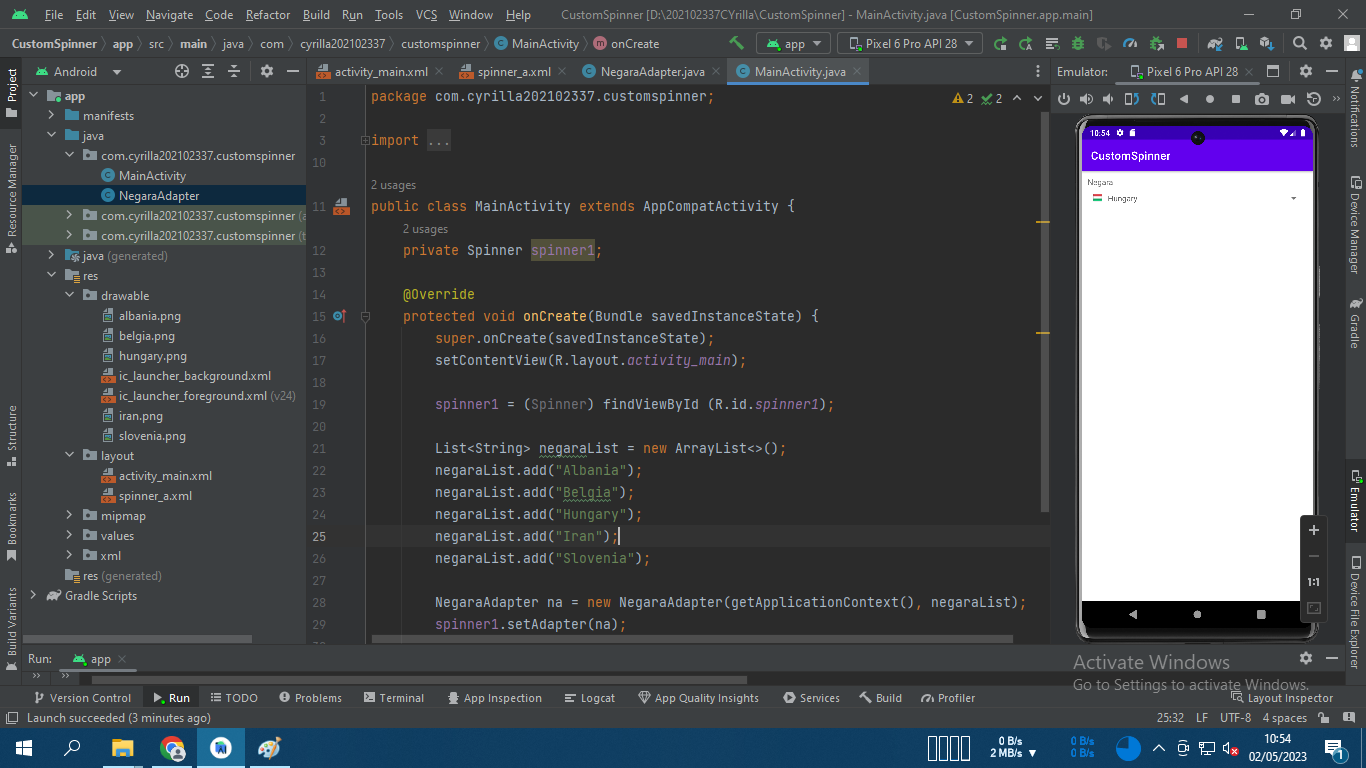 File Edit View Navigate Code Refactor Build Run Tools VCS Window Help CustomSpinner [D:\202102337CYrilla\CustomSpinner] - MainActivity.java [CustomSpinner.app.main]
CustomSpinner app src main java com cyrilla202102337 customspinner MainActivity onCreate app Pixel 6 Pro API 28
Project
Resource Manager
Structure
Bookmarks
Build Variants
Android
app
manifests
java
com.cyrilla202102337.customspinner
MainActivity
NegaraAdapter
com.cyrilla202102337.customspinner (a
com.cyrilla202102337.customspinner (t
java (generated)
res
drawable
albania.png
belgia.png
hungary.png
ic_launcher_background.xml
ic_launcher_foreground.xml (v24)
iran.png
slovenia.png
layout
activity_main.xml
spinner_a.xml
mipmap
values
xml
res (generated)
Gradle Scripts
activity_main.xml spinner_a.xml NegaraAdapter.java MainActivity.java
2 2
1 package com.cyrilla202102337.customspinner;
2
3 import ...
10
2 usages
11 public class MainActivity extends AppCompatActivity {
2 usages
12 private Spinner spinner1;
13
14 @Override
15 protected void onCreate(Bundle savedInstanceState) {
16 super.onCreate(savedInstanceState);
17 setContentView(R.layout.activity_main);
18
19 spinner1 = (Spinner) findViewById (R.id.spinner1);
20
21 List<String> negaraList = new ArrayList<>();
22 negaraList.add("Albania");
23 negaraList.add("Belgia");
24 negaraList.add("Hungary");
25 negaraList.add("Iran");
26 negaraList.add("Slovenia");
27
28 NegaraAdapter na = new NegaraAdapter(getApplicationContext(), negaraList);
29 spinner1.setAdapter(na);
Emulator: Pixel 6 Pro API 28
10:54
CustomSpinner
Negara
Hungary
1:1
Notifications
Device Manager
Gradle
Emulator
Device File Explorer
Run: app
Activate Windows
Go to Settings to activate Windows.
Version Control Run TODO Problems Terminal App Inspection Logcat App Quality Insights Services Build Profiler Layout Inspector
Launch succeeded (3 minutes ago) 25:32 LF UTF-8 4 spaces
0 B/s
2 MB/s
0 B/s
0 B/s
10:54
02/05/2023
1